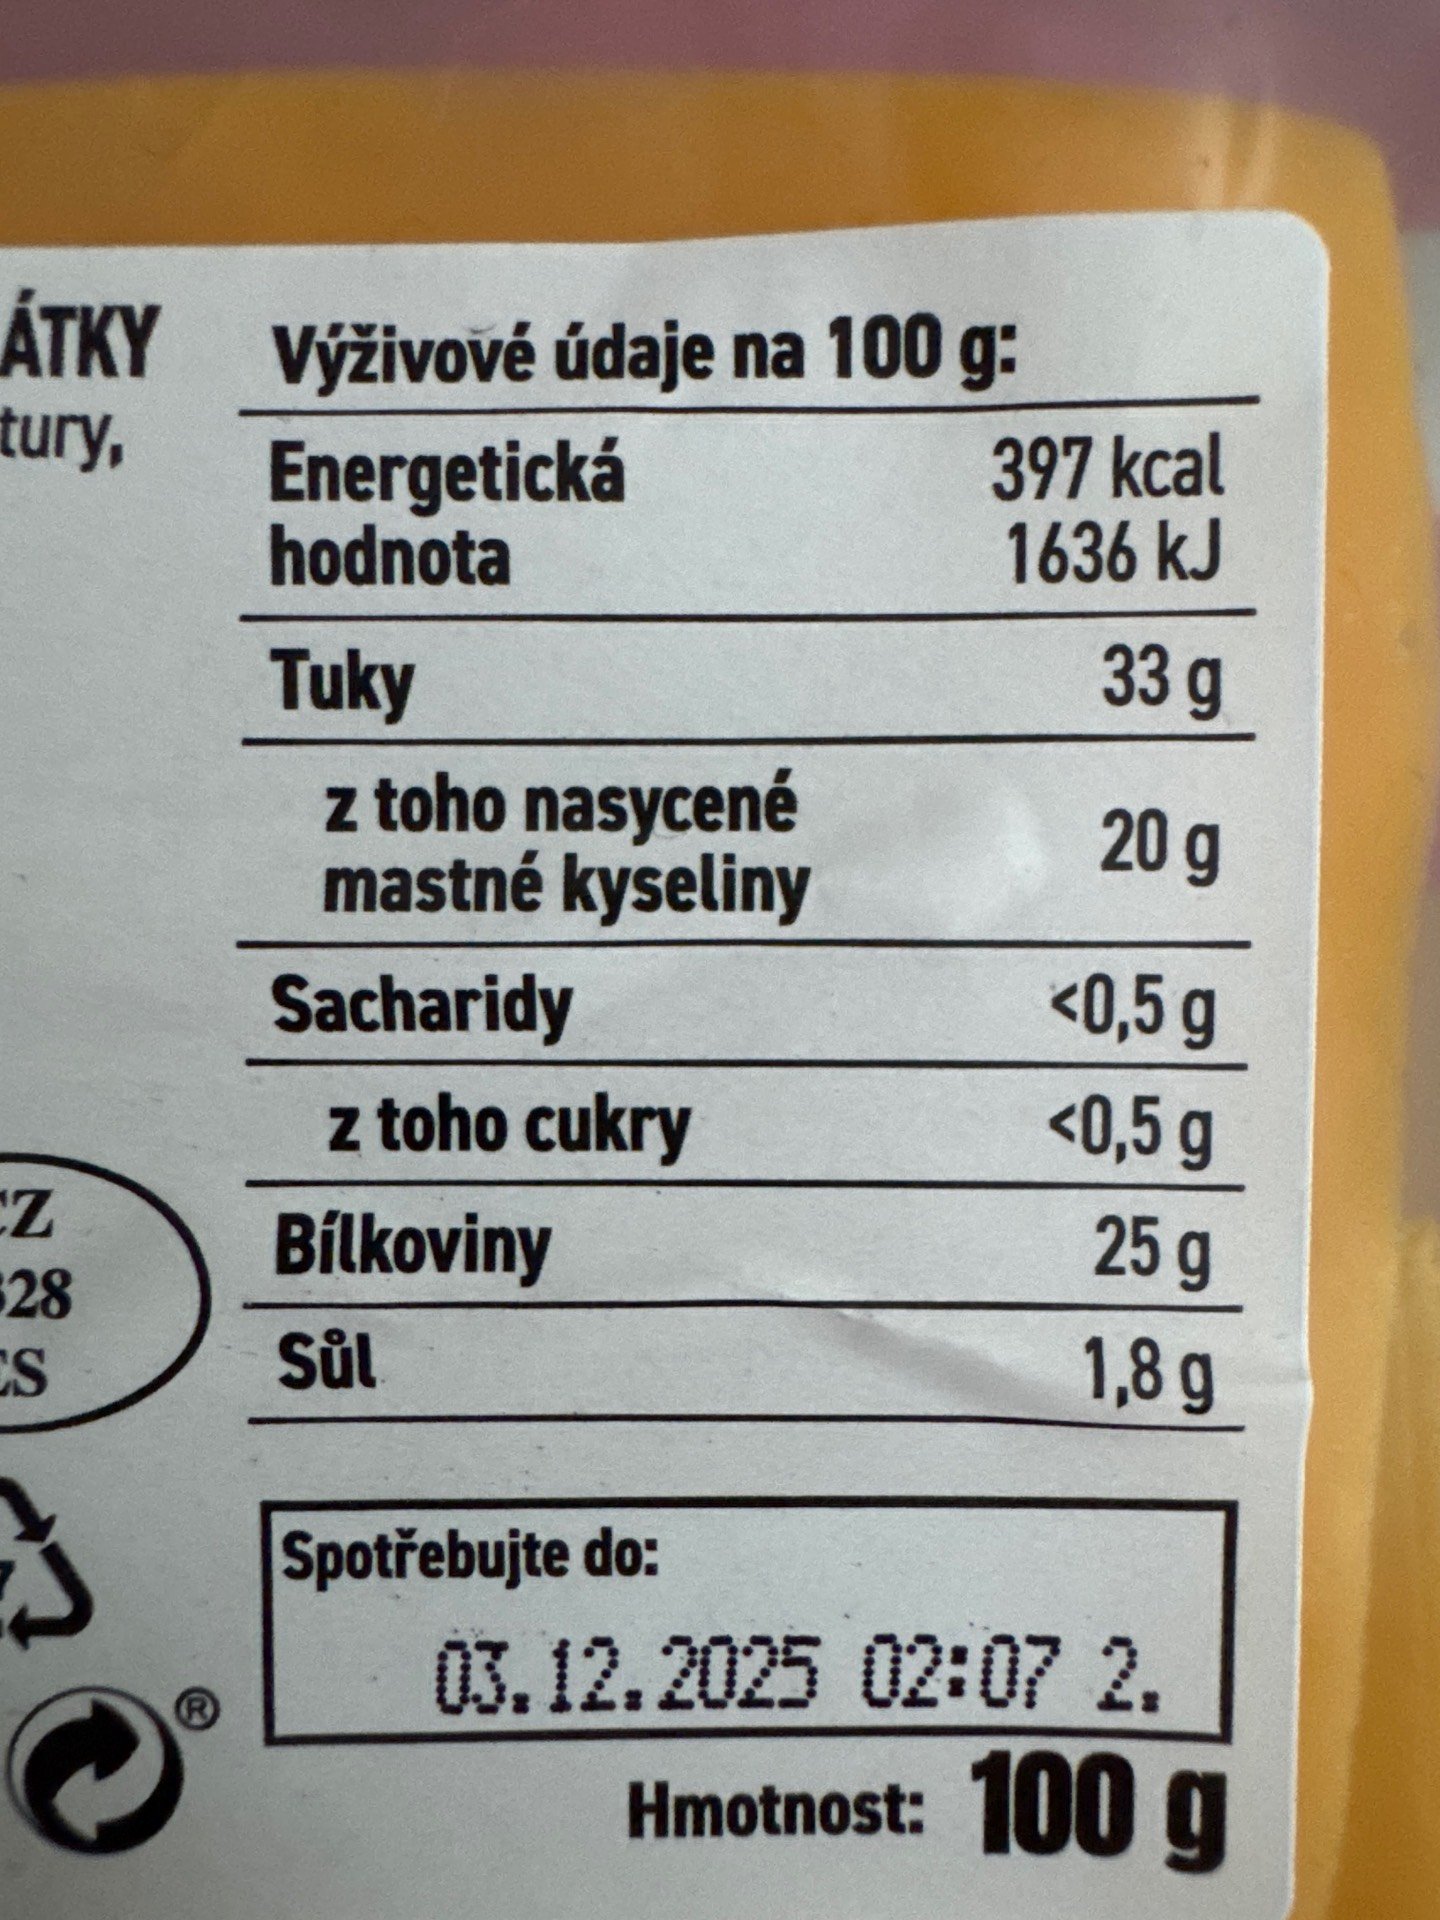 ÁTKY
tury,
Výživové údaje na 100 g:
Energetická 397 kcal
hodnota 1636 kJ
Tuky 33 g
z toho nasycené
mastné kyseliny 20 g
Sacharidy <0,5 g
z toho cukry <0,5 g
Bílkoviny 25 g
Sůl 1,8 g
CZ
328
ES
7
Spotřebujte do:
03.12.2025 02:07 2.
®
Hmotnost: 100 g